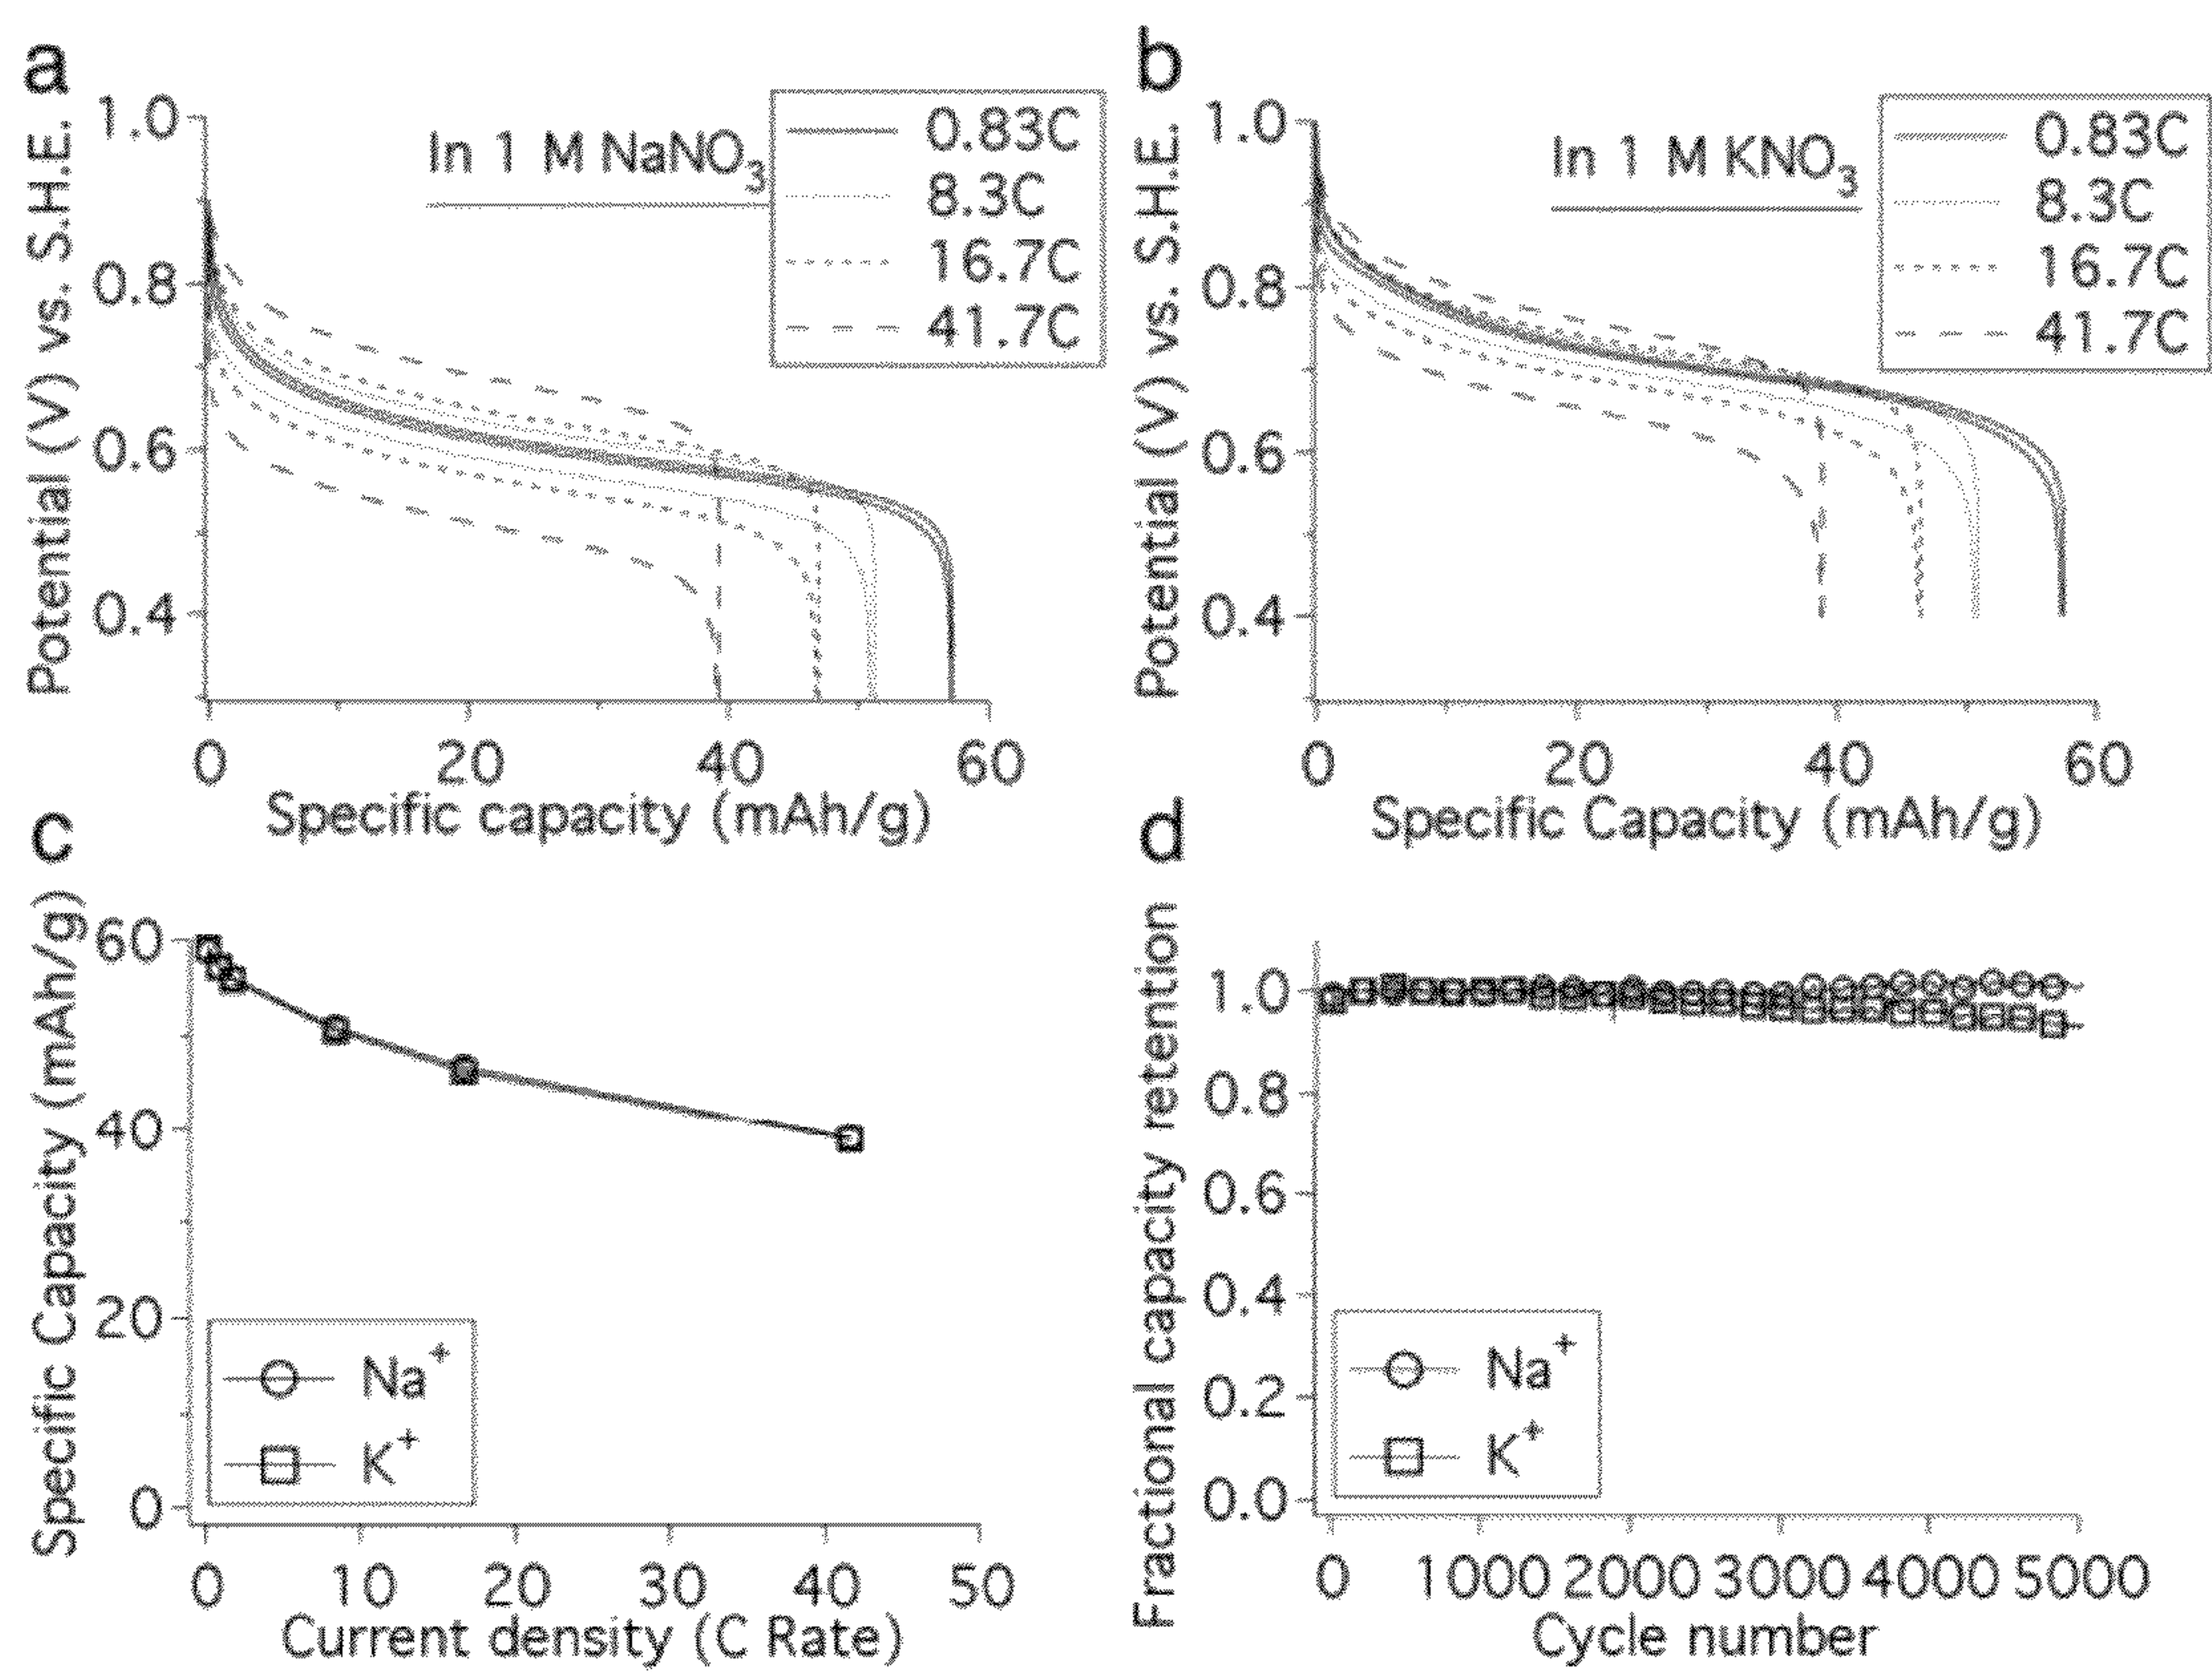 a
Potential (V) vs. S.H.E.
1.0
0.8
0.6
0.4
In 1 M NaNO3
0.83C
8.3C
16.7C
41.7C
0 20 40 60
Specific capacity (mAh/g)
b
Potential (V) vs. S.H.E.
1.0
0.8
0.6
0.4
In 1 M KNO3
0.83C
8.3C
16.7C
41.7C
0 20 40 60
Specific Capacity (mAh/g)
c
Specific Capacity (mAh/g)
60
40
20
0
Na+
K+
0 10 20 30 40 50
Current density (C Rate)
d
Fractional capacity retention
1.0
0.8
0.6
0.4
0.2
0.0
Na+
K+
0 1000 2000 3000 4000 5000
Cycle number